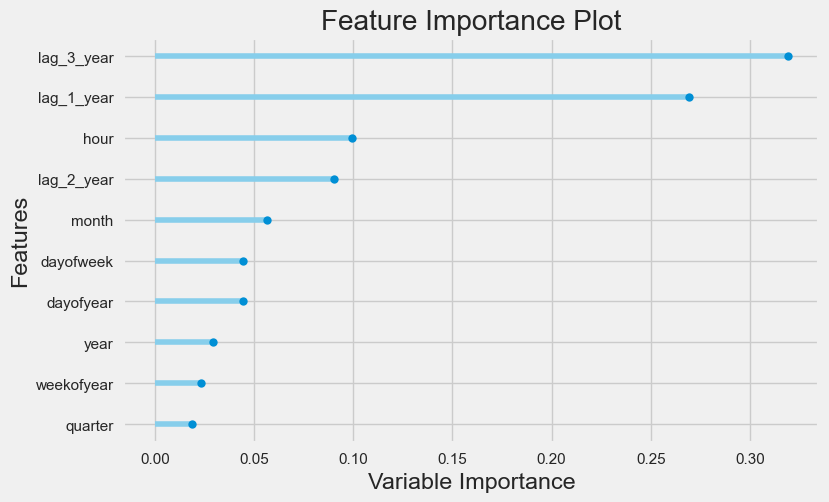 Feature Importance Plot
lag_3_year
lag_1_year
hour
lag_2_year
month
dayofweek
dayofyear
year
weekofyear
quarter
Features
0.00 0.05 0.10 0.15 0.20 0.25 0.30
Variable Importance